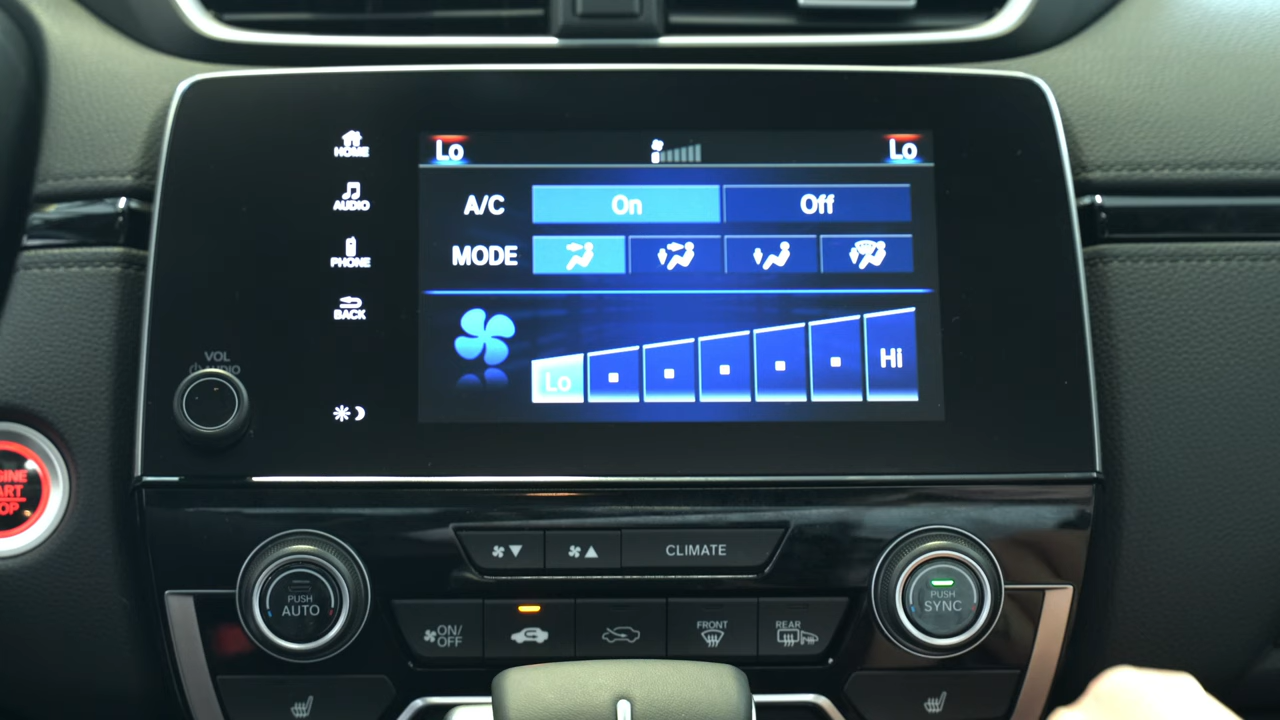 HOME
AUDIO
PHONE
BACK
VOL
AUDIO
Lo Lo
A/C On Off
MODE
Lo Hi
CLIMATE
PUSH
AUTO
ON/
OFF
FRONT
REAR
PUSH
SYNC